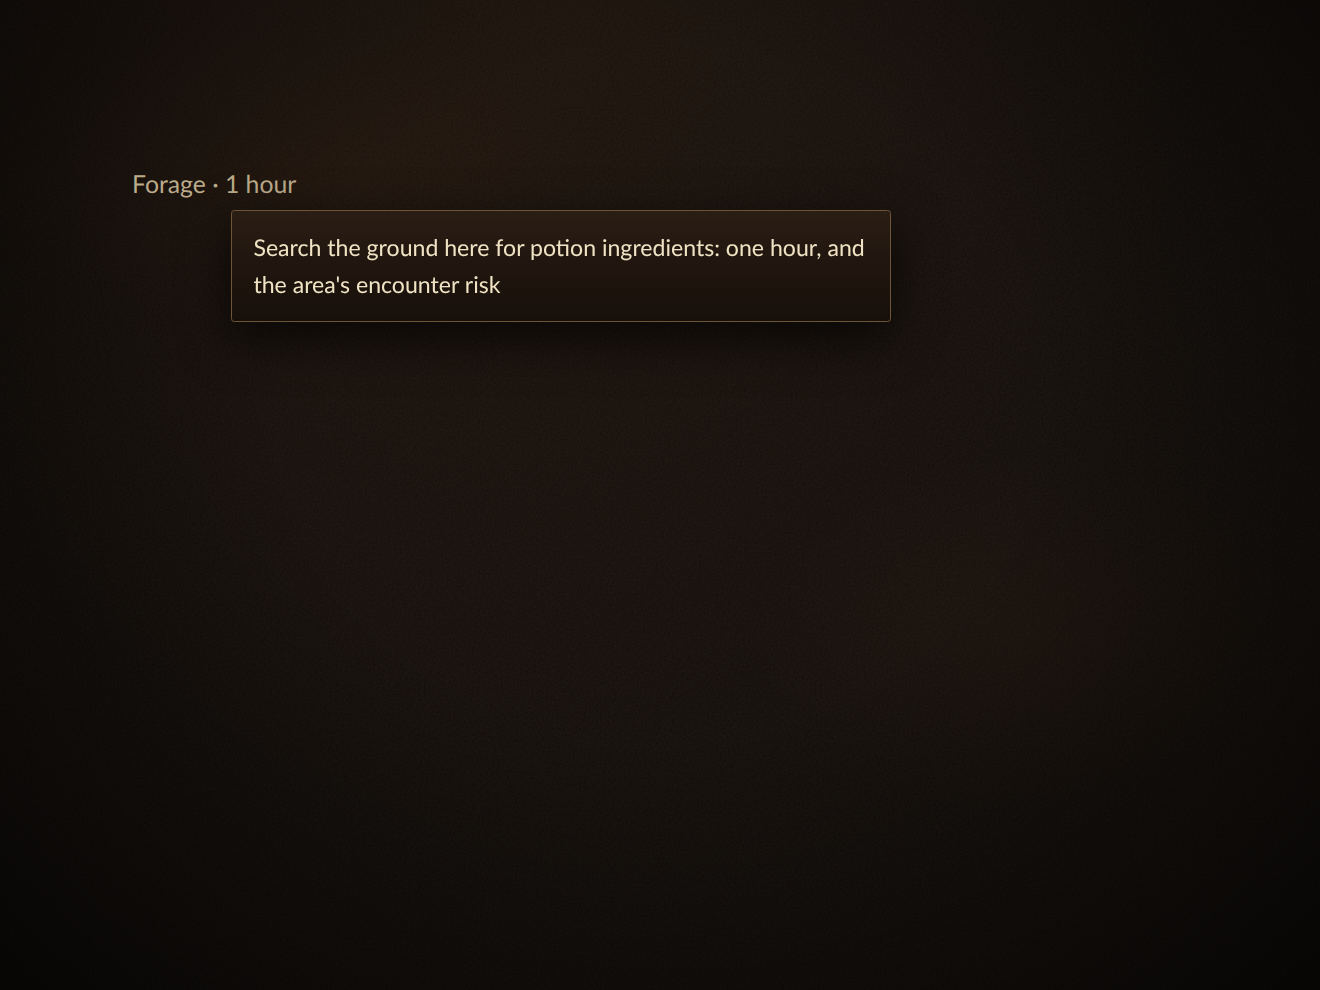 Forage · 1 hour
Search the ground here for potion ingredients: one hour, and
the area's encounter risk